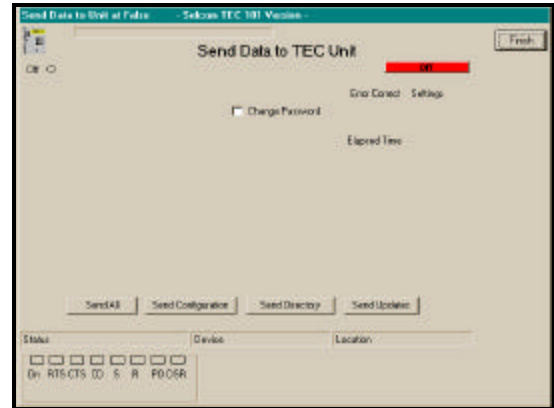 Send Data to Unit at False - Selcom TEC 101 Version -
Finish
Send Data to TEC Unit
Off
Off
Error Correct Settings
Change Password
Elapsed Time
Send All Send Configuration Send Directory Send Updates
Status Device Location
On RTS CTS CD S R PD DSR